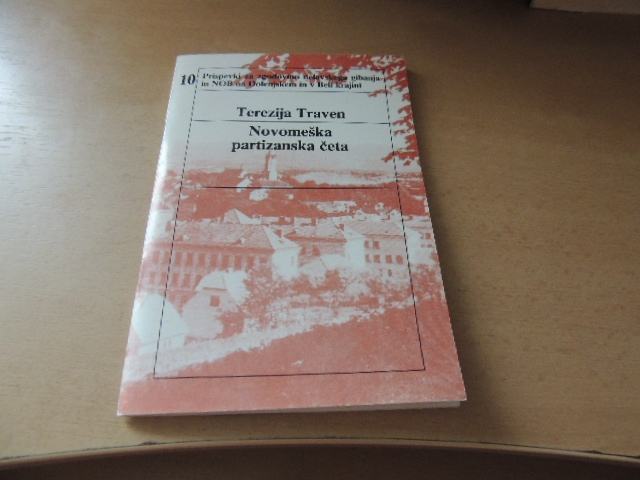 10 Prispevki za zgodovino delavskega gibanja
in NOB na Dolenjskem in v Beli krajini
Terezija Traven
Novomeška
partizanska četa